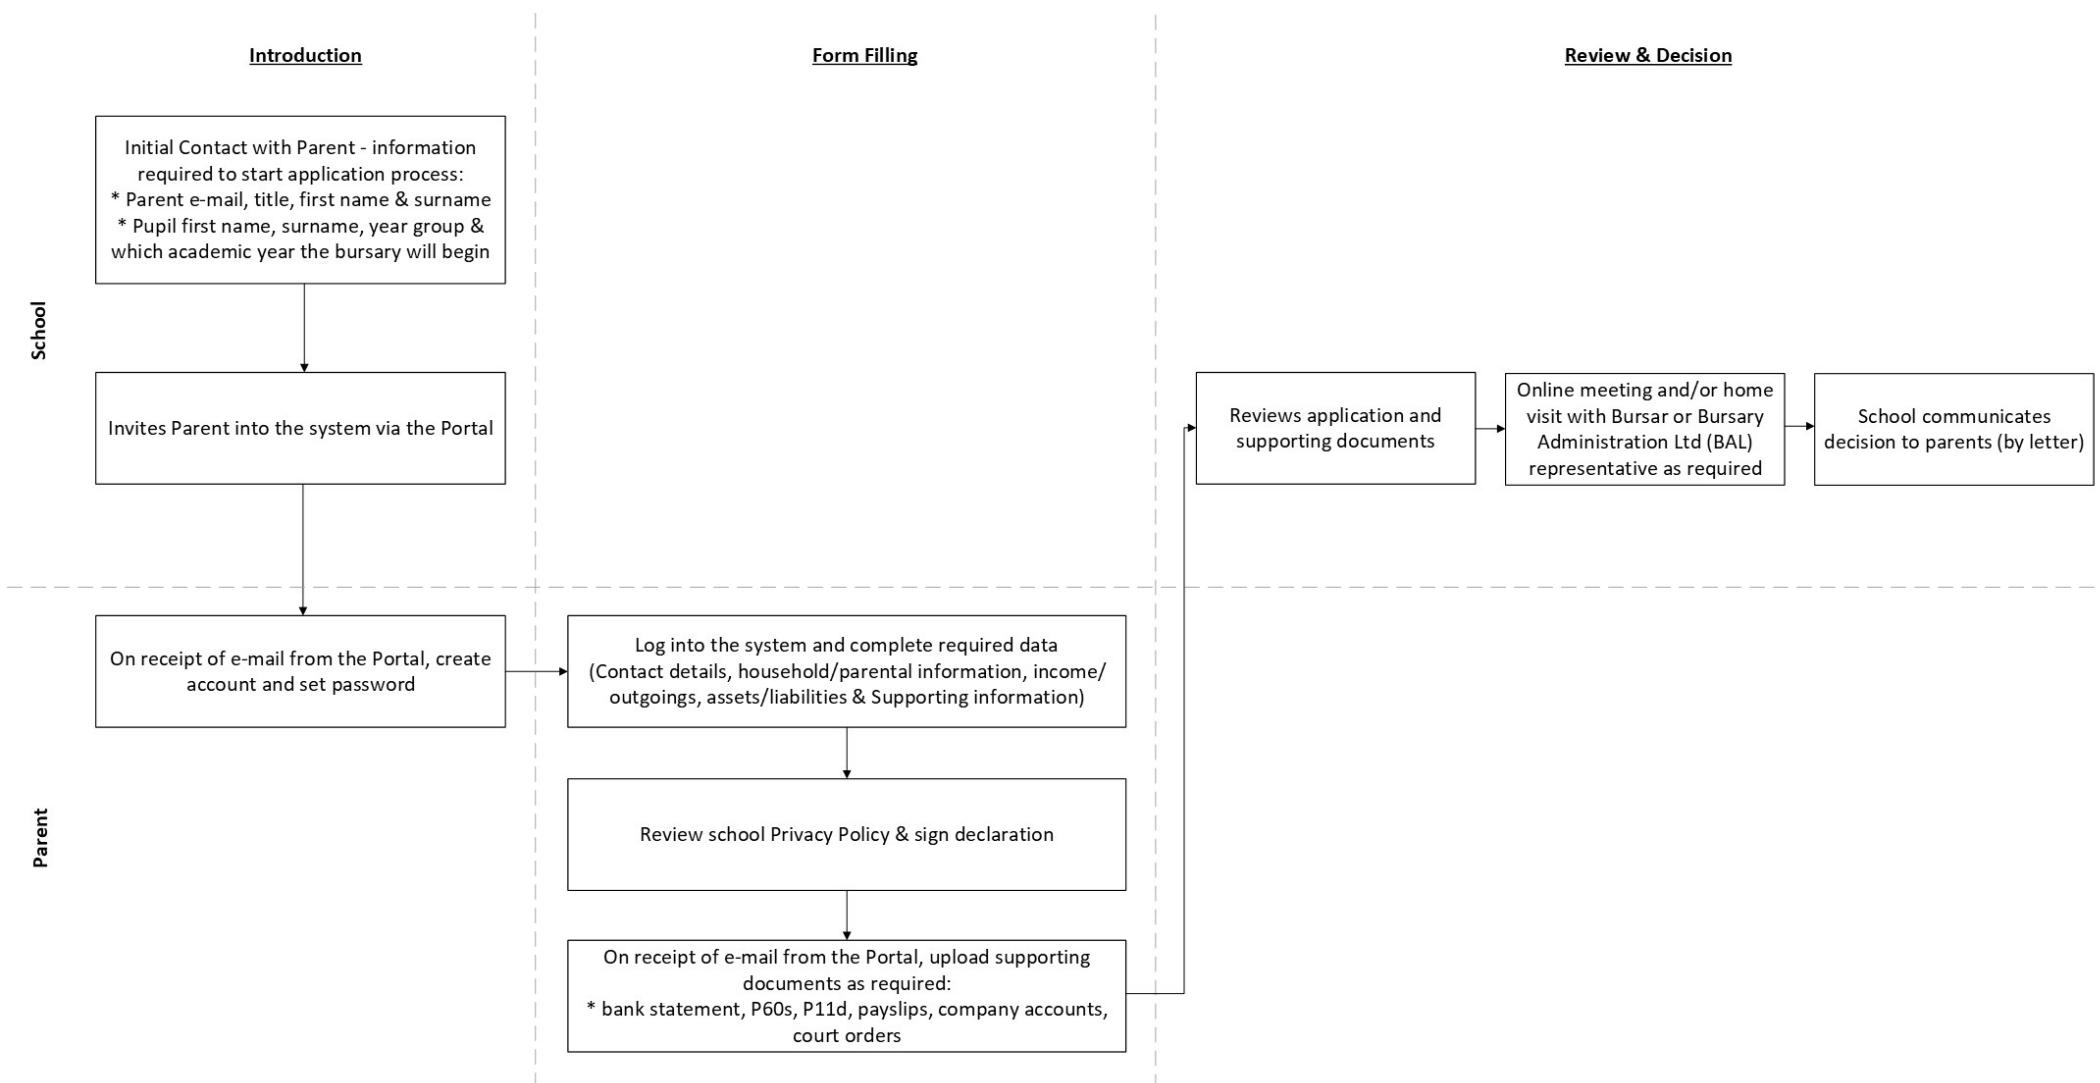 Introduction
Form Filling
Review & Decision
School
Initial Contact with Parent - information
required to start application process:
* Parent e-mail, title, first name & surname
* Pupil first name, surname, year group &
which academic year the bursary will begin
Invites Parent into the system via the Portal
Reviews application and
supporting documents
Online meeting and/or home
visit with Bursar or Bursary
Administration Ltd (BAL)
representative as required
School communicates
decision to parents (by letter)
Parent
On receipt of e-mail from the Portal, create
account and set password
Log into the system and complete required data
(Contact details, household/parental information, income/
outgoings, assets/liabilities & Supporting information)
Review school Privacy Policy & sign declaration
On receipt of e-mail from the Portal, upload supporting
documents as required:
* bank statement, P60s, P11d, payslips, company accounts,
court orders